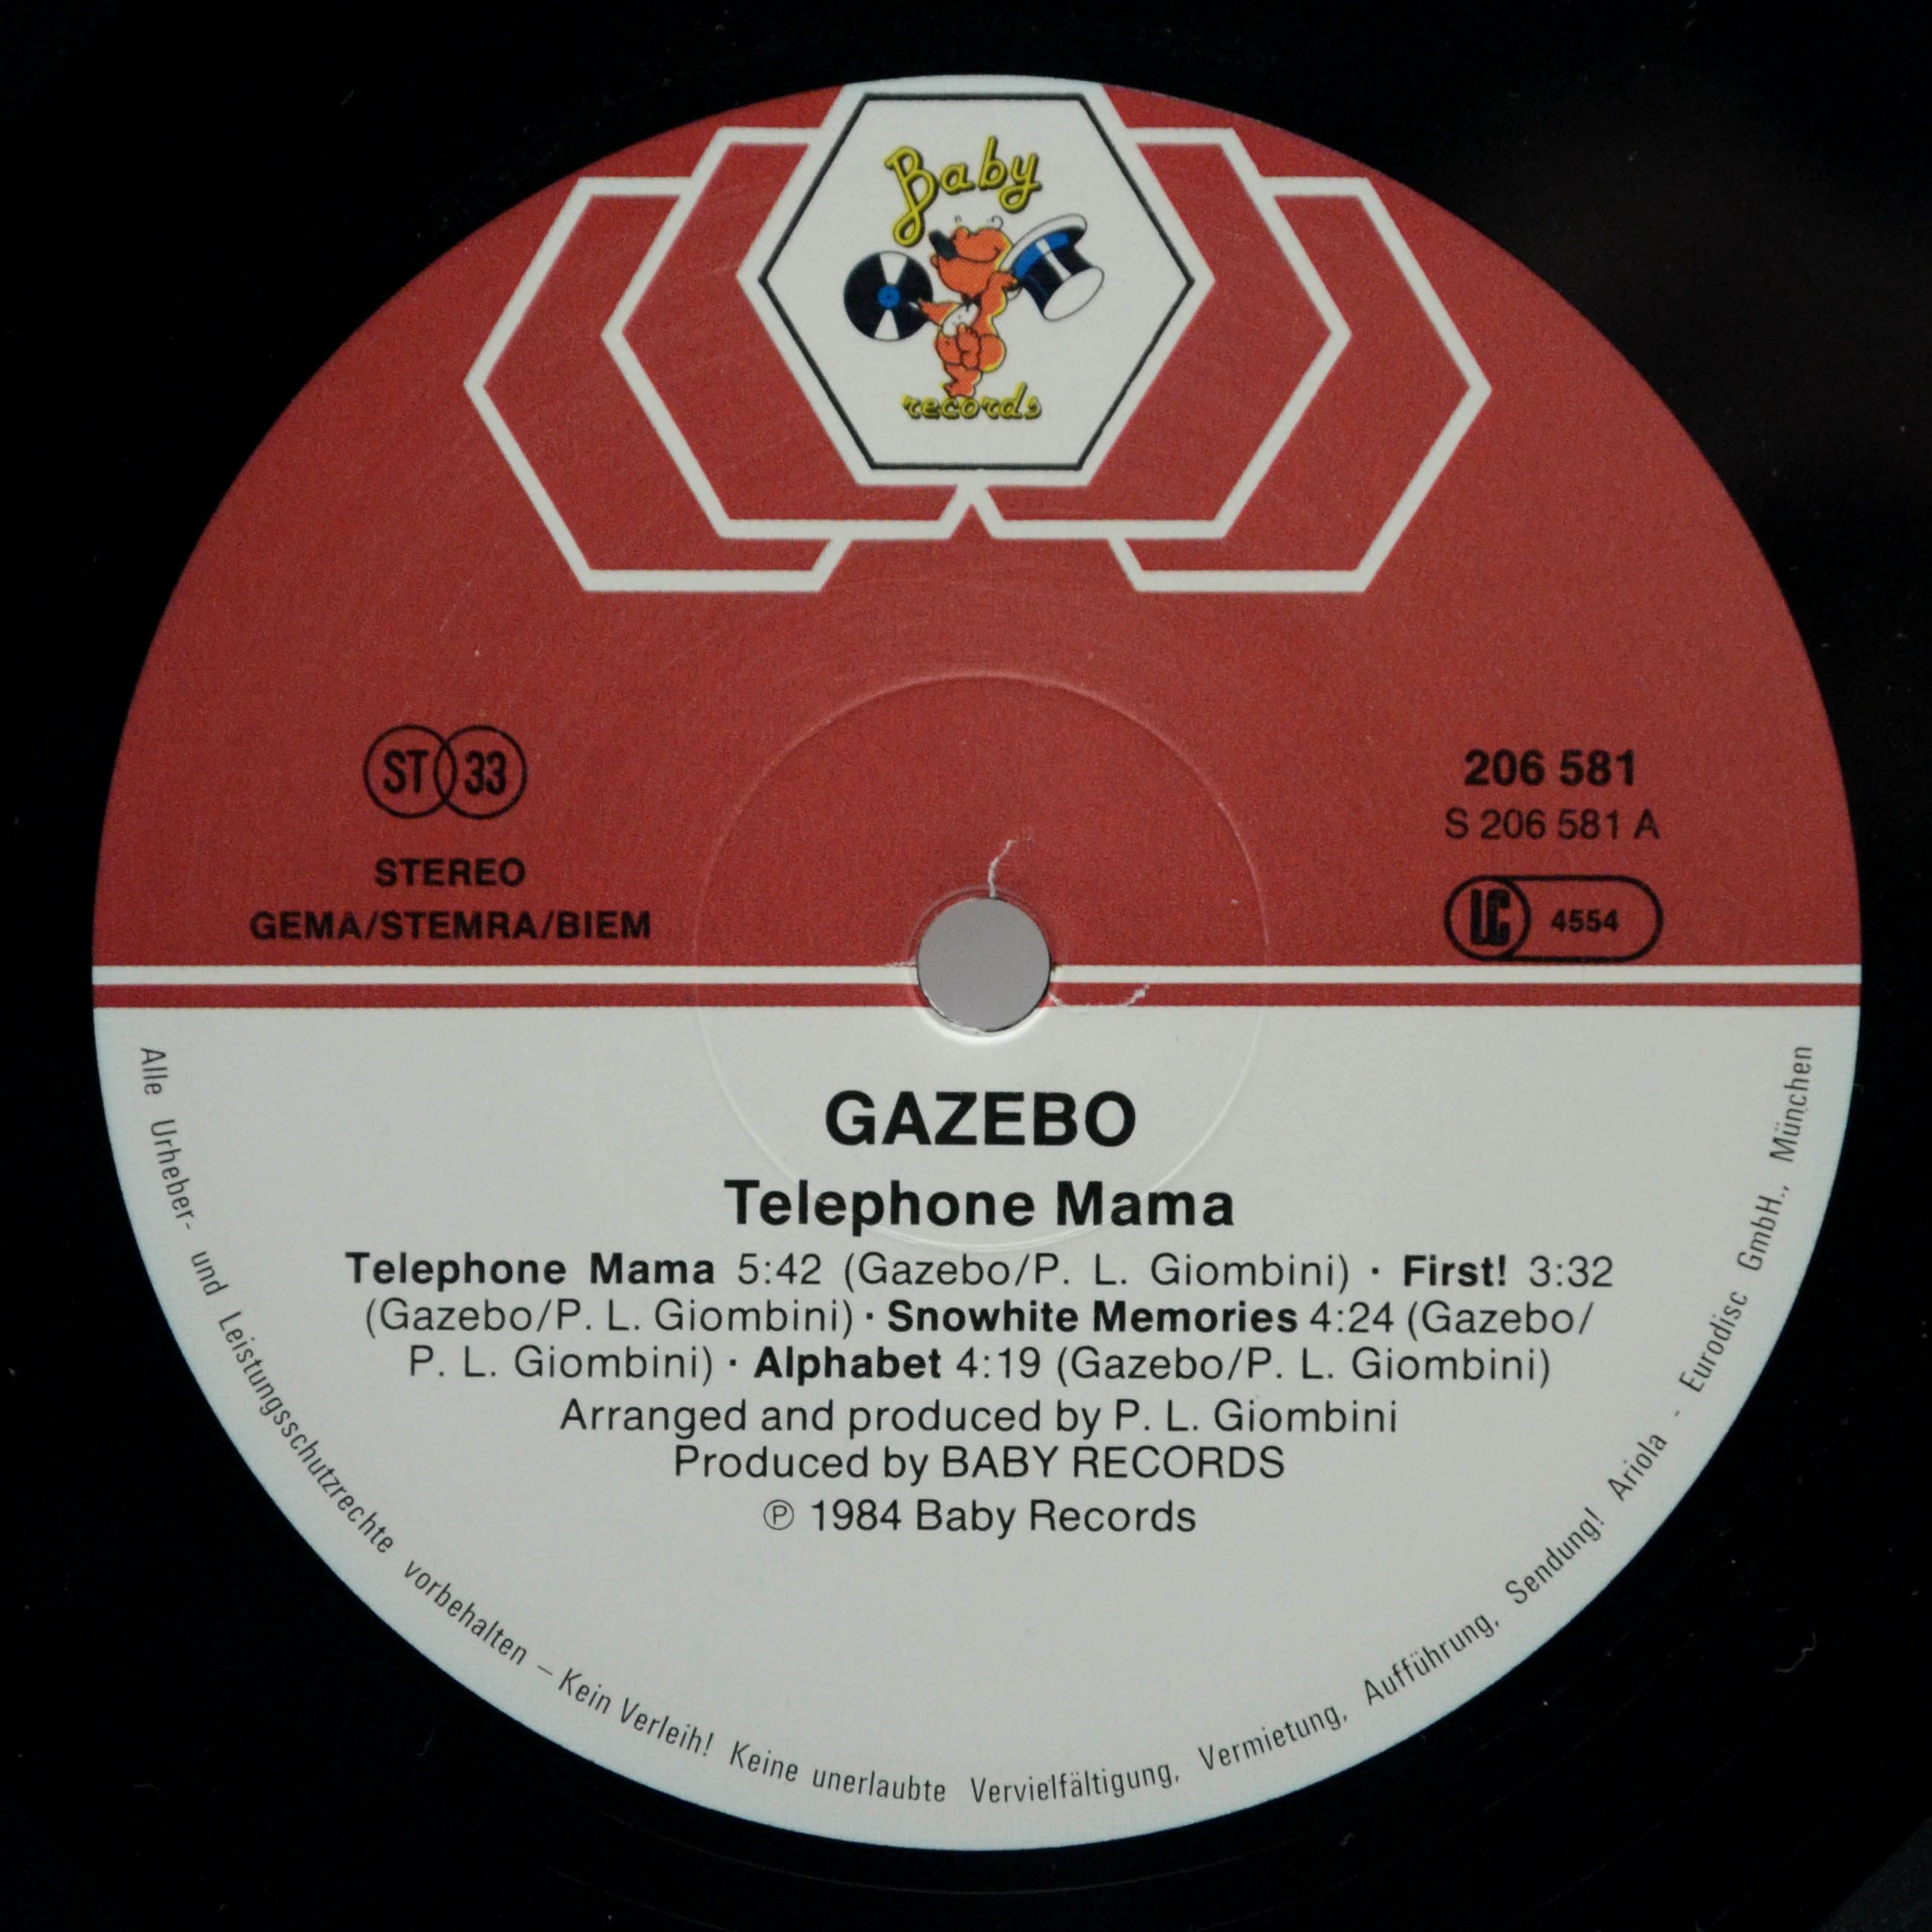 Baby
records
ST 33
STEREO
GEMA/STEMRA/BIEM
206 581
S 206 581 A
LC 4554
GAZEBO
Telephone Mama
Telephone Mama 5:42 (Gazebo/P. L. Giombini) · First! 3:32
(Gazebo/P. L. Giombini) · Snowhite Memories 4:24 (Gazebo/
P. L. Giombini) · Alphabet 4:19 (Gazebo/P. L. Giombini)
Arranged and produced by P. L. Giombini
Produced by BABY RECORDS
℗ 1984 Baby Records
Alle Urheber- und Leistungsschutzrechte vorbehalten – Kein Verleih! Keine unerlaubte Vervielfältigung, Vermietung, Aufführung, Sendung! Ariola - Eurodisc GmbH., München